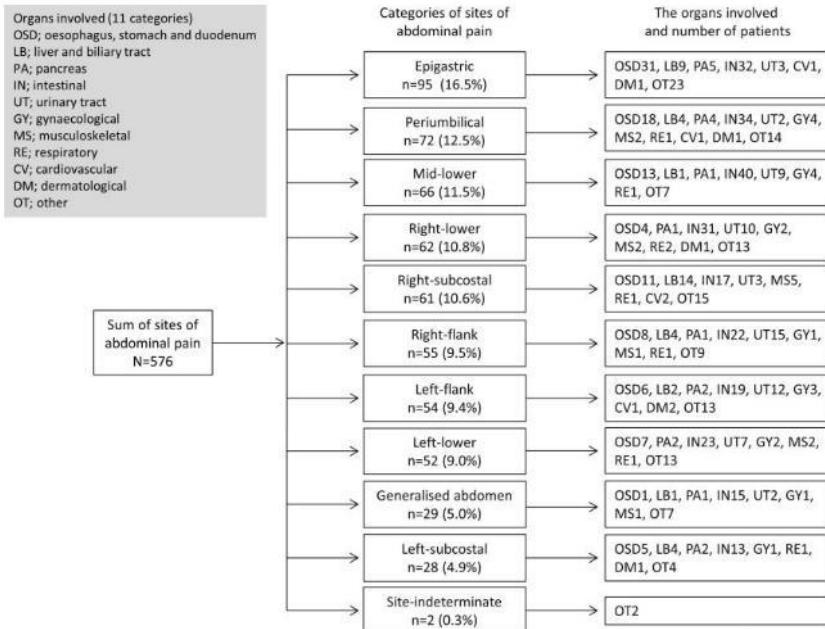 Organs involved (11 categories)
OSD; oesophagus, stomach and duodenum
LB; liver and biliary tract
PA; pancreas
IN; intestinal
UT; urinary tract
GY; gynaecological
MS; musculoskeletal
RE; respiratory
CV; cardiovascular
DM; dermatological
OT; other
Sum of sites of
abdominal pain
N=576
Categories of sites of
abdominal pain
The organs involved
and number of patients
Epigastric
n=95 (16.5%)
OSD31, LB9, PA5, IN32, UT3, CV1,
DM1, OT23
Periumbilical
n=72 (12.5%)
OSD18, LB4, PA4, IN34, UT2, GY4,
MS2, RE1, CV1, DM1, OT14
Mid-lower
n=66 (11.5%)
OSD13, LB1, PA1, IN40, UT9, GY4,
RE1, OT7
Right-lower
n=62 (10.8%)
OSD4, PA1, IN31, UT10, GY2,
MS2, RE2, DM1, OT13
Right-subcostal
n=61 (10.6%)
OSD11, LB14, IN17, UT3, MS5,
RE1, CV2, OT15
Right-flank
n=55 (9.5%)
OSD8, LB4, PA1, IN22, UT15, GY1,
MS1, RE1, OT9
Left-flank
n=54 (9.4%)
OSD6, LB2, PA2, IN19, UT12, GY3,
CV1, DM2, OT13
Left-lower
n=52 (9.0%)
OSD7, PA2, IN23, UT7, GY2, MS2,
RE1, OT13
Generalised abdomen
n=29 (5.0%)
OSD1, LB1, PA1, IN15, UT2, GY1,
MS1, OT7
Left-subcostal
n=28 (4.9%)
OSD5, LB4, PA2, IN13, GY1, RE1,
DM1, OT4
Site-indeterminate
n=2 (0.3%)
OT2